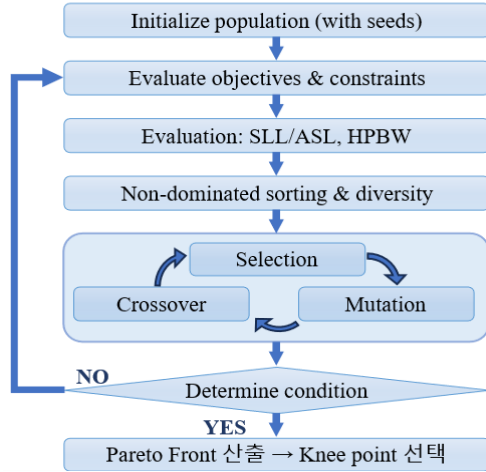 Initialize population (with seeds)
Evaluate objectives & constraints
Evaluation: SLL/ASL, HPBW
Non-dominated sorting & diversity
Selection
Crossover
Mutation
NO
Determine condition
YES
Pareto Front 산출 → Knee point 선택